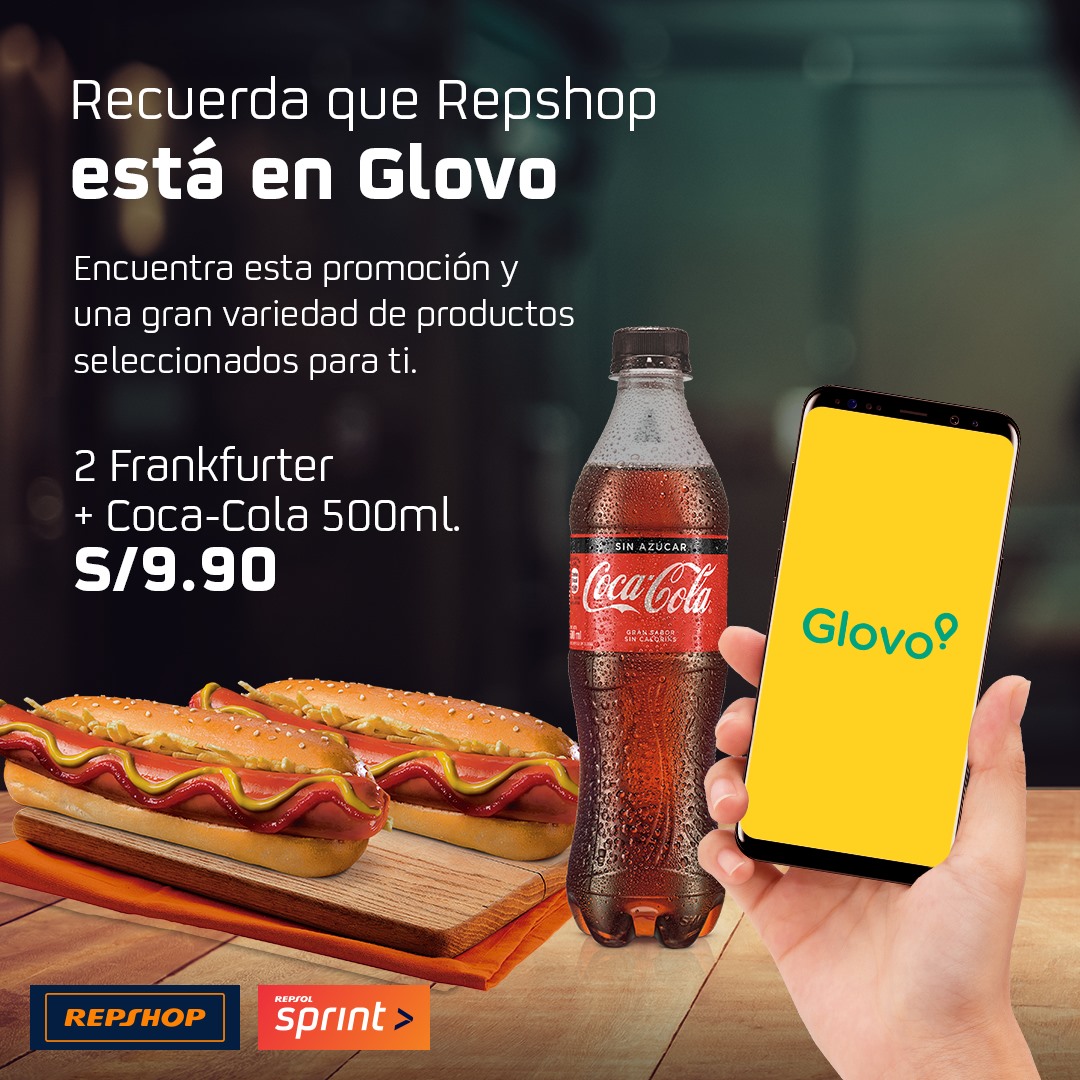 Recuerda que Repshop
está en Glovo
Encuentra esta promoción y
una gran variedad de productos
seleccionados para ti.
2 Frankfurter
+ Coca-Cola 500ml.
S/9.90
SIN AZÚCAR
Coca-Cola
GRAN SABOR
SIN CALORÍAS
Glovo
REPSHOP
REPSOL
sprint >